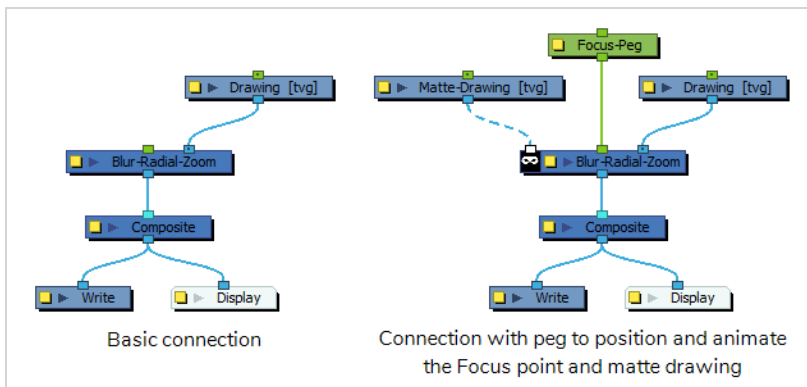 Drawing [tvg]
Blur-Radial-Zoom
Composite
Write
Display
Basic connection
Focus-Peg
Matte-Drawing [tvg]
Drawing [tvg]
Blur-Radial-Zoom
Composite
Write
Display
Connection with peg to position and animate
the Focus point and matte drawing